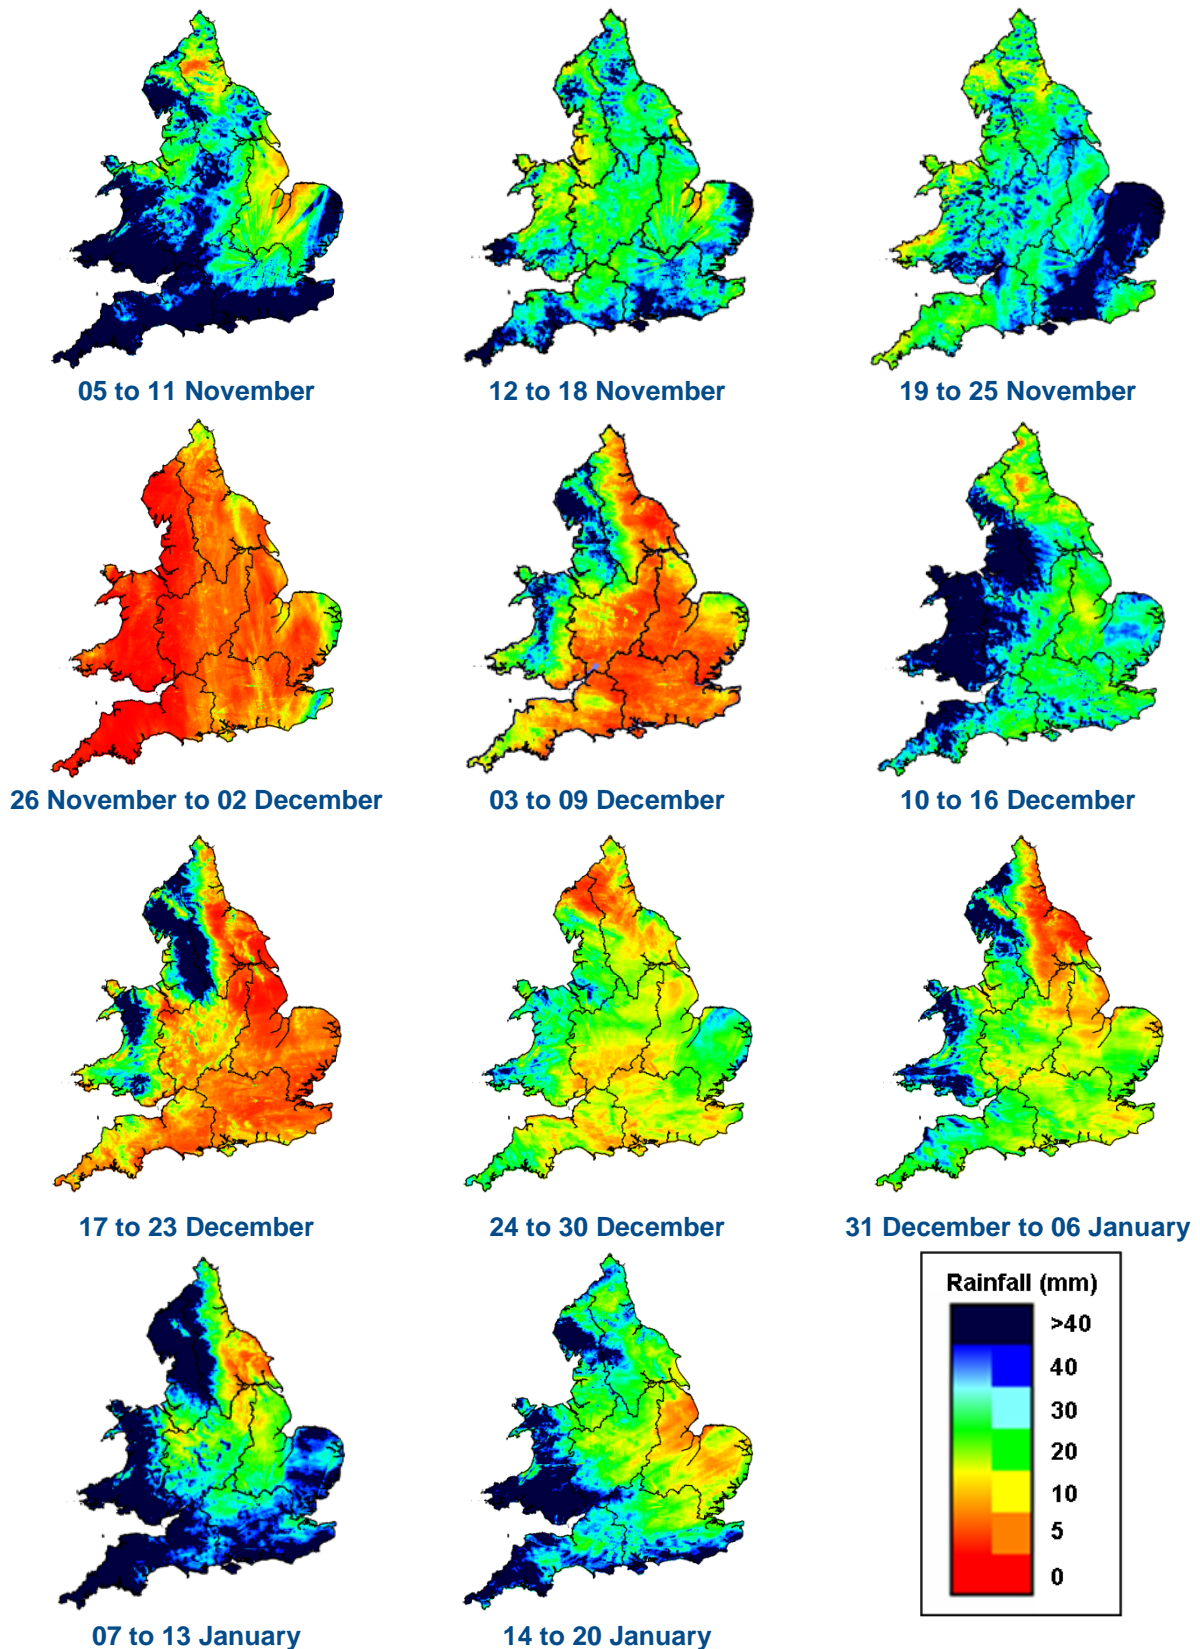 05 to 11 November
12 to 18 November
19 to 25 November
26 November to 02 December
03 to 09 December
10 to 16 December
17 to 23 December
24 to 30 December
31 December to 06 January
Rainfall (mm)
>40
40
30
20
10
5
0
07 to 13 January
14 to 20 January